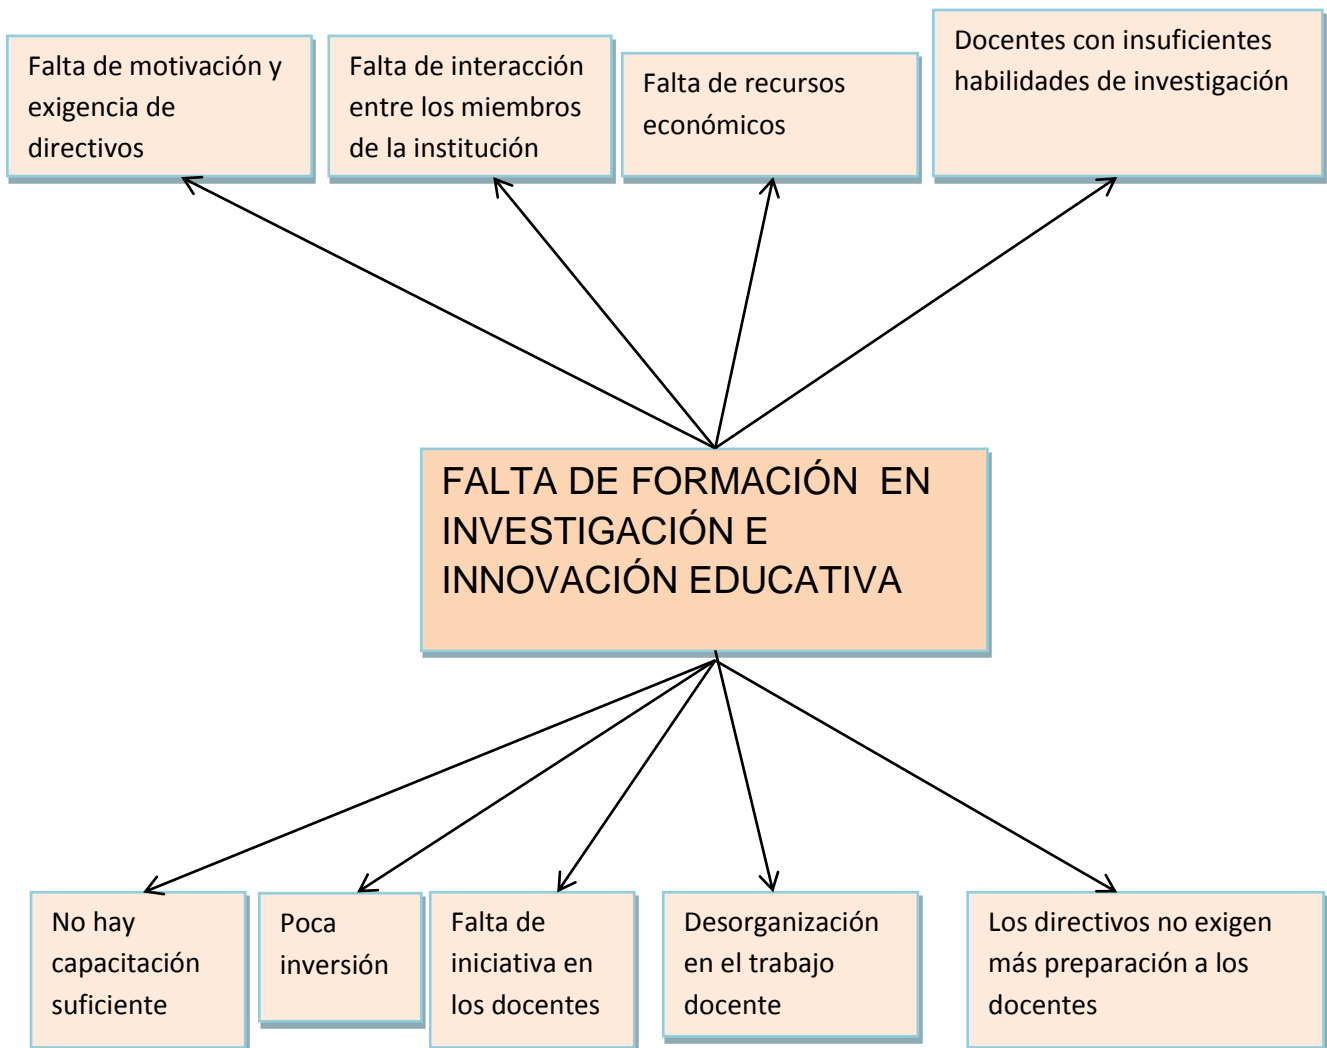 Falta de motivación y
exigencia de
directivos
Falta de interacción
entre los miembros
de la institución
Falta de recursos
económicos
Docentes con insuficientes
habilidades de investigación
FALTA DE FORMACIÓN  EN
INVESTIGACIÓN E
INNOVACIÓN EDUCATIVA
No hay
capacitación
suficiente
Poca
inversión
Falta de
iniciativa en
los docentes
Desorganización
en el trabajo
docente
Los directivos no exigen
más preparación a los
docentes